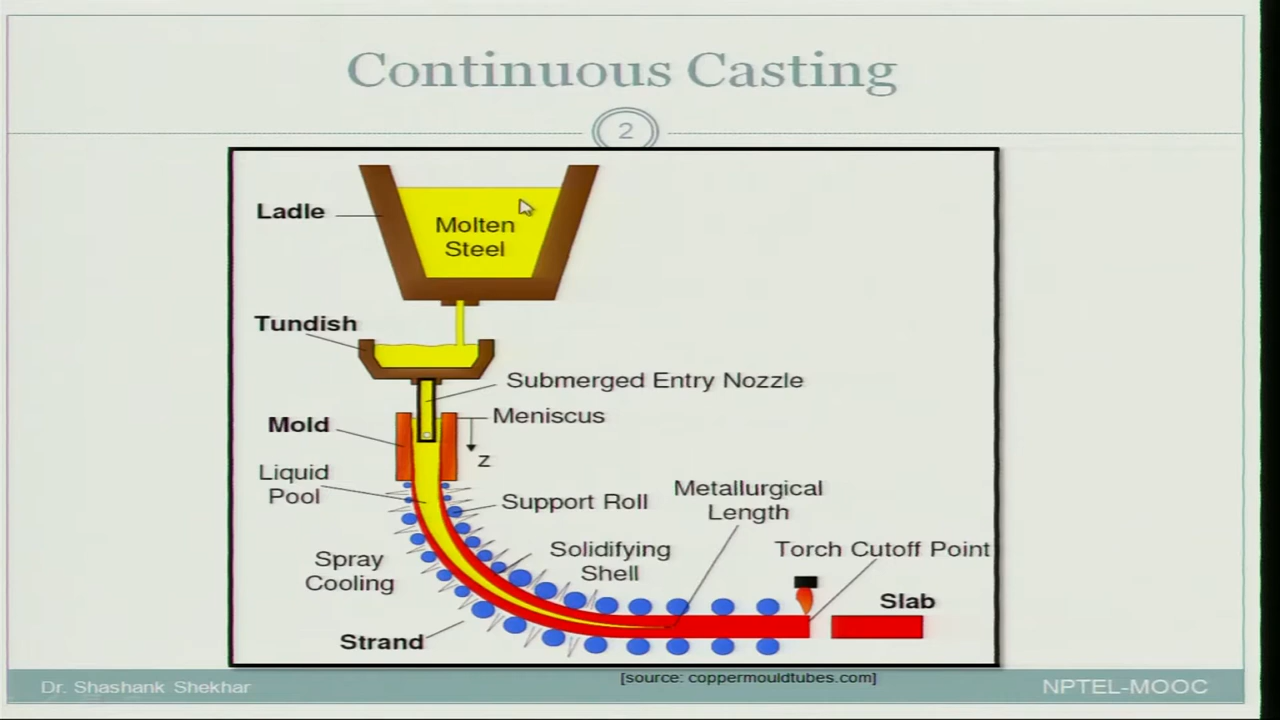 Continuous Casting
2
Ladle
Molten
Steel
Tundish
Submerged Entry Nozzle
Meniscus
Mold
z
Liquid
Pool
Support Roll
Metallurgical
Length
Spray
Cooling
Solidifying
Shell
Torch Cutoff Point
Slab
Strand
[source: coppermouldtubes.com]
Dr. Shashank Shekhar
NPTEL-MOOC